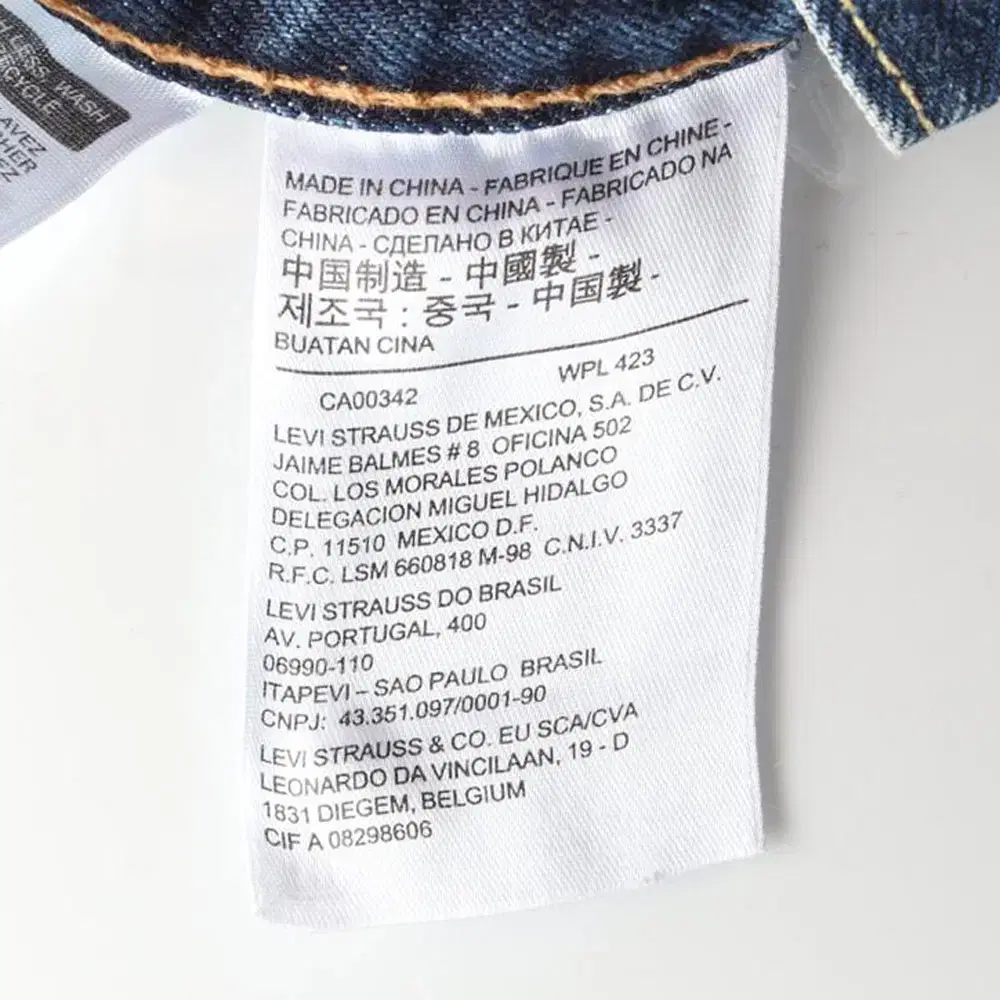 WASH
CYCLE
LAVEZ
MADE IN CHINA - FABRIQUE EN CHINE -
FABRICADO EN CHINA - FABRICADO NA
CHINA - СДЕЛАНО В КИТАЕ -
中国制造 - 中國製 -
제조국 : 중국 - 中国製 -
BUATAN CINA
CA00342 WPL 423
LEVI STRAUSS DE MEXICO, S.A. DE C.V.
JAIME BALMES # 8 OFICINA 502
COL. LOS MORALES POLANCO
DELEGACION MIGUEL HIDALGO
C.P. 11510 MEXICO D.F.
R.F.C. LSM 660818 M-98 C.N.I.V. 3337
LEVI STRAUSS DO BRASIL
AV. PORTUGAL, 400
06990-110
ITAPEVI – SAO PAULO BRASIL
CNPJ: 43.351.097/0001-90
LEVI STRAUSS & CO. EU SCA/CVA
LEONARDO DA VINCILAAN, 19 - D
1831 DIEGEM, BELGIUM
CIF A 08298606